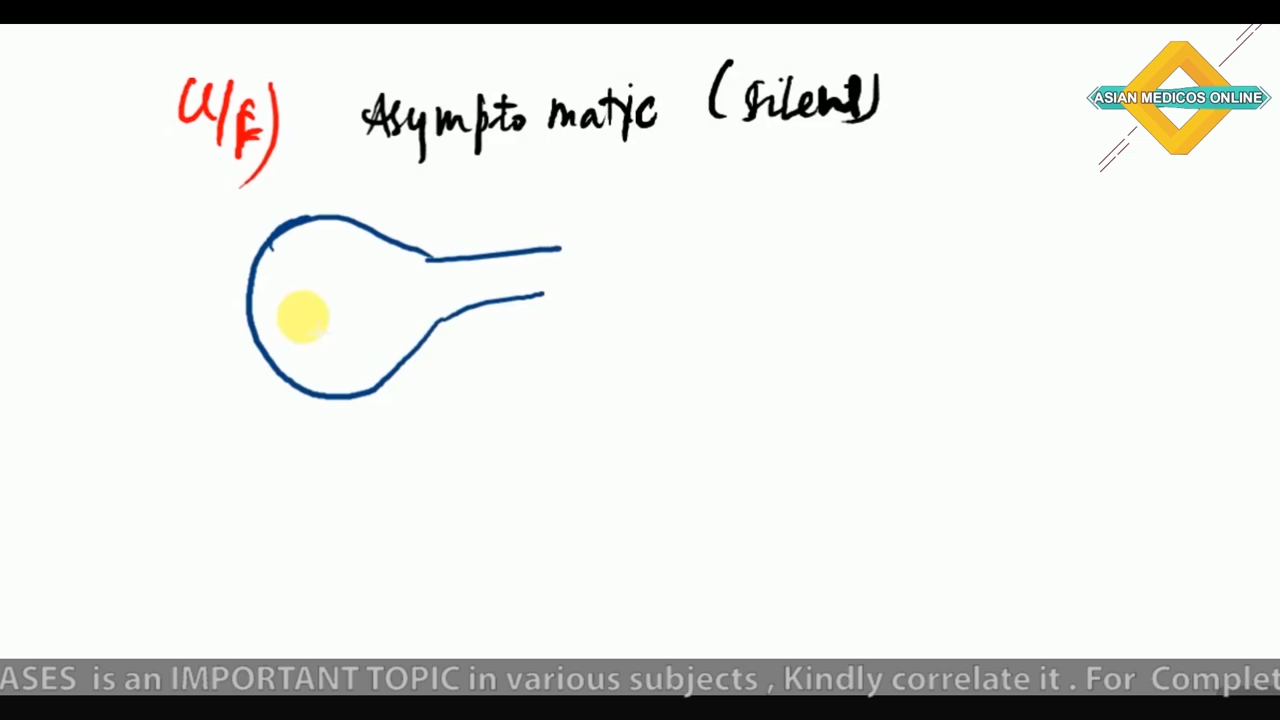 C/F) Asymptomatic (silent)
ASIAN MEDICOS ONLINE
ASES is an IMPORTANT TOPIC in various subjects , Kindly correlate it . For Complet